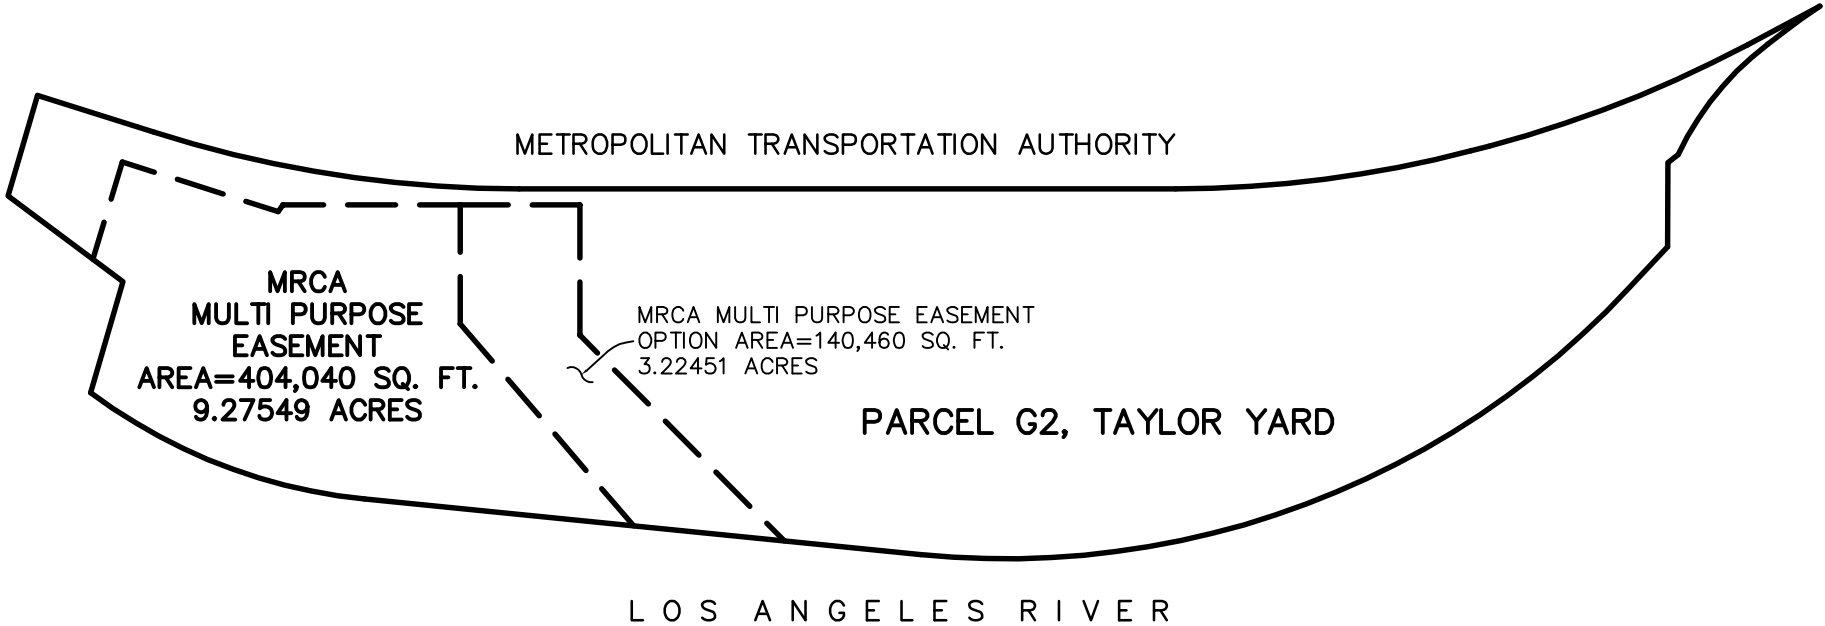 METROPOLITAN TRANSPORTATION AUTHORITY
MRCA
MULTI PURPOSE
EASEMENT
AREA=404,040 SQ. FT.
9.27549 ACRES
MRCA MULTI PURPOSE EASEMENT
OPTION AREA=140,460 SQ. FT.
3.22451 ACRES
PARCEL G2, TAYLOR YARD
LOS ANGELES RIVER